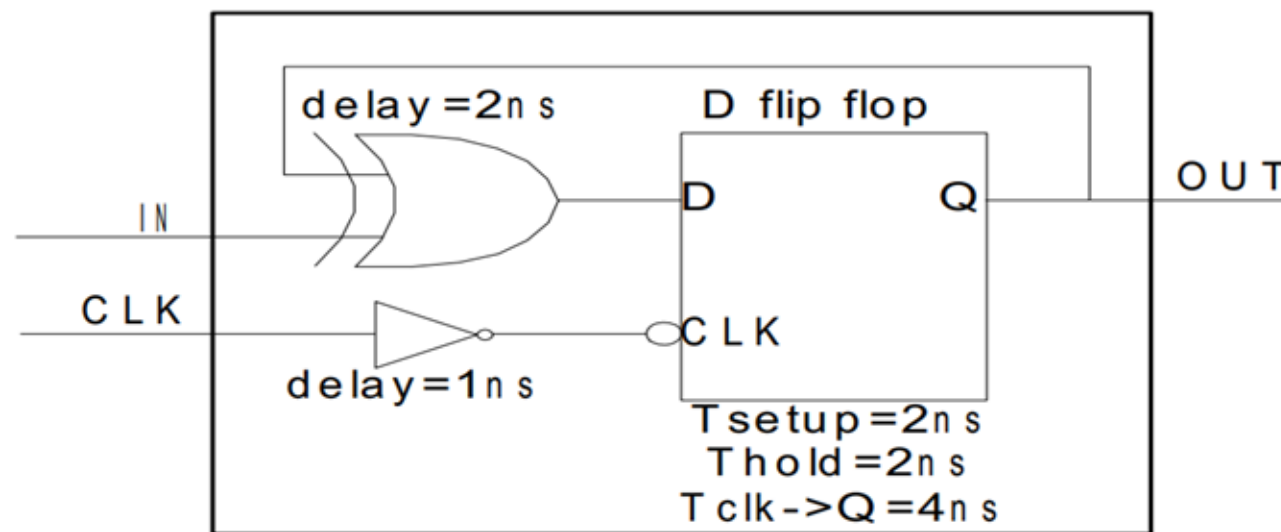 delay=2ns
D flip flop
D
Q
OUT
IN
CLK
CLK
delay=1ns
Tsetup=2ns
Thold=2ns
Tclk->Q=4ns